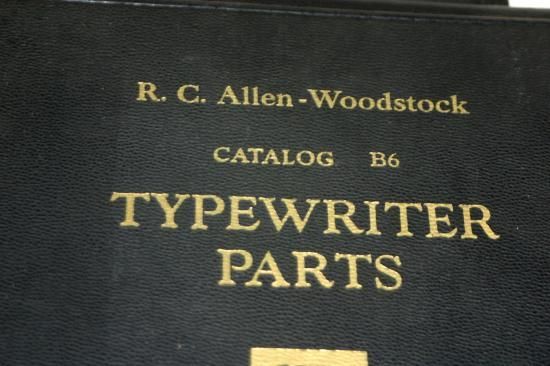 R. C. Allen-Woodstock
CATALOG B6
TYPEWRITER
PARTS